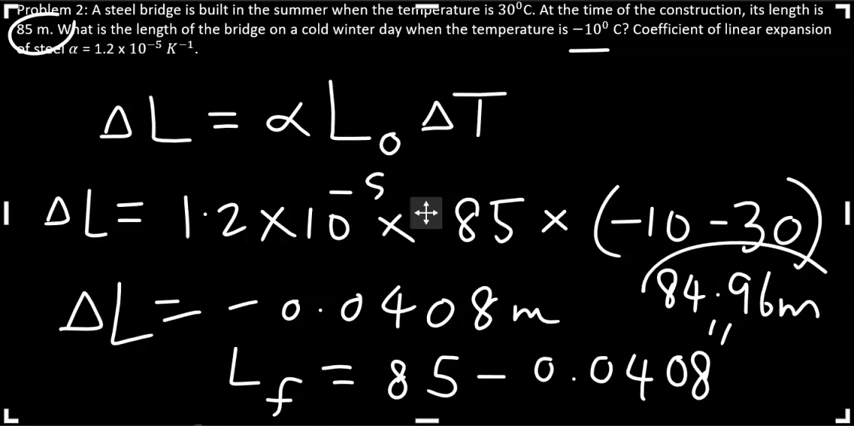 Problem 2: A steel bridge is built in the summer when the temperature is 30⁰C. At the time of the construction, its length is
85 m. What is the length of the bridge on a cold winter day when the temperature is −10⁰ C? Coefficient of linear expansion
of steel α = 1.2 x 10⁻⁵ K⁻¹.
ΔL = αL₀ ΔT
ΔL = 1.2×10⁻⁵ × 85 × (−10 −30)
ΔL = −0.0408 m
84.96m
"
L_f = 85 − 0.0408